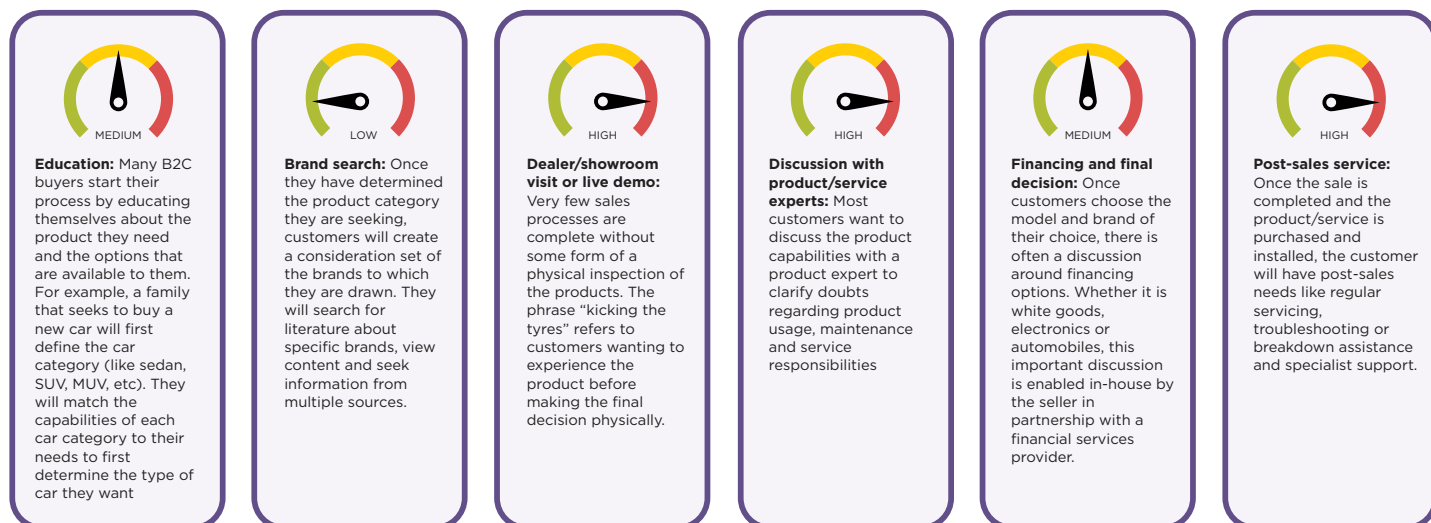 MEDIUM
Education: Many B2C
buyers start their
process by educating
themselves about the
product they need
and the options that
are available to them.
For example, a family
that seeks to buy a
new car will first
define the car
category (like sedan,
SUV, MUV, etc). They
will match the
capabilities of each
car category to their
needs to first
determine the type of
car they want
LOW
Brand search: Once
they have determined
the product category
they are seeking,
customers will create
a consideration set of
the brands to which
they are drawn. They
will search for
literature about
specific brands, view
content and seek
information from
multiple sources.
HIGH
Dealer/showroom
visit or live demo:
Very few sales
processes are
complete without
some form of a
physical inspection of
the products. The
phrase “kicking the
tyres” refers to
customers wanting to
experience the
product before
making the final
decision physically.
HIGH
Discussion with
product/service
experts: Most
customers want to
discuss the product
capabilities with a
product expert to
clarify doubts
regarding product
usage, maintenance
and service
responsibilities
MEDIUM
Financing and final
decision: Once
customers choose the
model and brand of
their choice, there is
often a discussion
around financing
options. Whether it is
white goods,
electronics or
automobiles, this
important discussion
is enabled in-house by
the seller in
partnership with a
financial services
provider.
HIGH
Post-sales service:
Once the sale is
completed and the
product/service is
purchased and
installed, the customer
will have post-sales
needs like regular
servicing,
troubleshooting or
breakdown assistance
and specialist support.